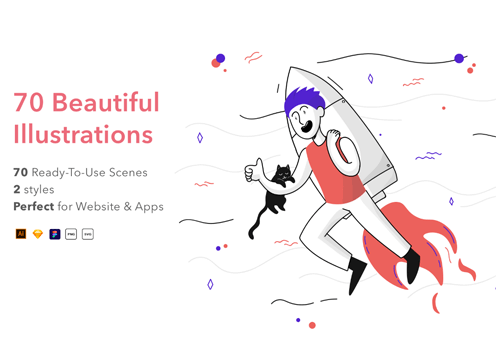 70 Beautiful
Illustrations
70 Ready-To-Use Scenes
2 styles
Perfect for Website & Apps
Ai
PNG
SVG